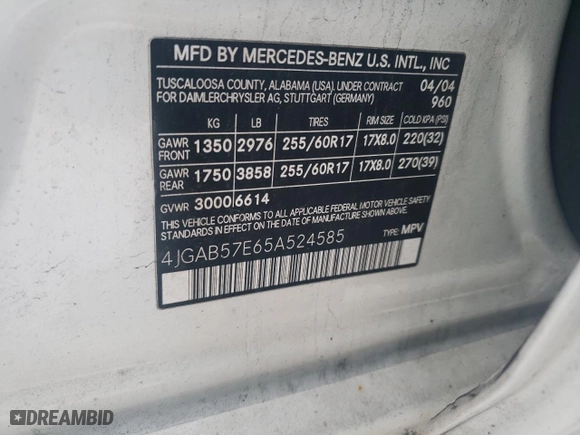 MFD BY MERCEDES-BENZ U.S. INTL., INC
TUSCALOOSA COUNTY, ALABAMA (USA), UNDER CONTRACT 04/04
FOR DAIMLERCHRYSLER AG, STUTTGART (GERMANY) 960
KG LB TIRES RIM SIZE COLD KPA (PSI)
GAWR FRONT 1350 2976 255/60R17 17X8.0 220(32)
GAWR REAR 1750 3858 255/60R17 17X8.0 270(39)
GVWR 3000 6614
THIS VEHICLE CONFORMS TO ALL APPLICABLE FEDERAL MOTOR VEHICLE SAFETY
STANDARDS IN EFFECT ON THE DATE OF MANUFACTURE SHOWN ABOVE.
4JGAB57E65A524585 TYPE: MPV
DREAMBID